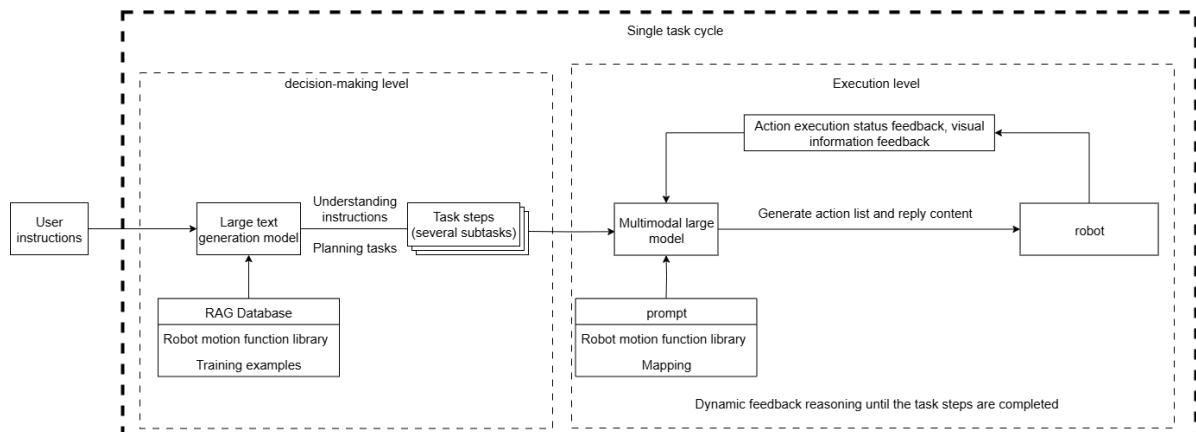 Single task cycle
decision-making level
Execution level
Action execution status feedback, visual
information feedback
User
instructions
Large text
generation model
Understanding
instructions
Planning tasks
Task steps
(several subtasks)
Multimodal large
model
Generate action list and reply content
robot
RAG Database
Robot motion function library
Training examples
prompt
Robot motion function library
Mapping
Dynamic feedback reasoning until the task steps are completed